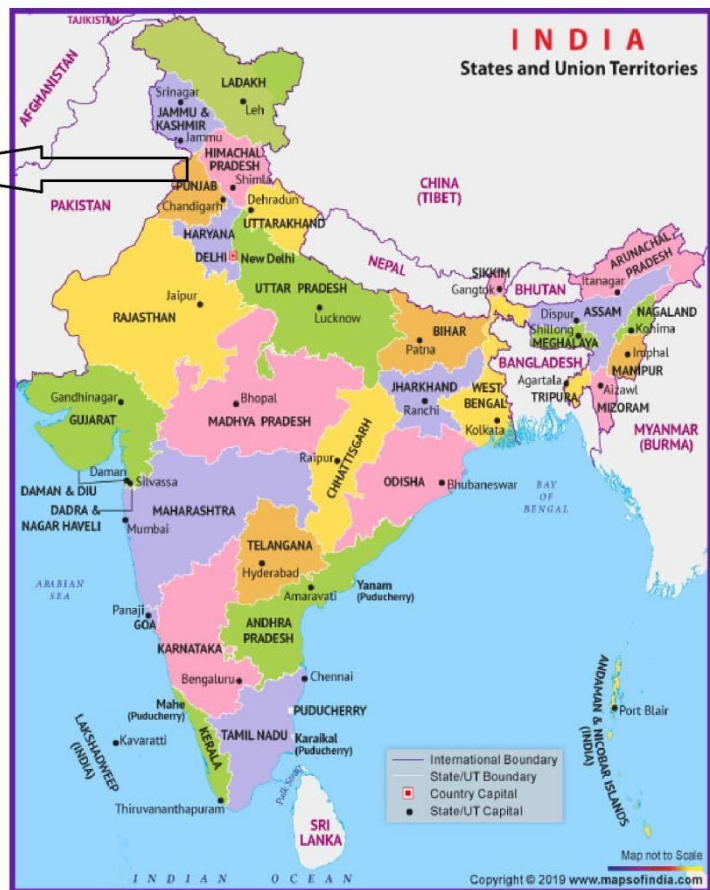 TAJIKISTAN
INDIA
States and Union Territories
AFGHANISTAN
LADAKH
Srinagar
Leh
JAMMU &
KASHMIR
Jammu
HIMACHAL
PRADESH
PUNJAB
Shimla
Chandigarh
Dehradun
UTTARAKHAND
PAKISTAN
CHINA
(TIBET)
HARYANA
DELHI
New Delhi
NEPAL
SIKKIM
Gangtok
BHUTAN
ARUNACHAL
PRADESH
Itanagar
UTTAR PRADESH
Lucknow
Jaipur
RAJASTHAN
BIHAR
Patna
Dispur
ASSAM
NAGALAND
Shillong
Kohima
MEGHALAYA
Imphal
MANIPUR
BANGLADESH
Agartala
TRIPURA
Aizawl
MIZORAM
MYANMAR
(BURMA)
Gandhinagar
GUJARAT
Bhopal
MADHYA PRADESH
JHARKHAND
Ranchi
WEST
BENGAL
Kolkata
CHHATTISGARH
Raipur
ODISHA
Bhubaneswar
BAY
OF
BENGAL
Daman
Silvassa
DAMAN & DIU
DADRA &
NAGAR HAVELI
MAHARASHTRA
Mumbai
TELANGANA
Hyderabad
ARABIAN
SEA
Amaravati
Yanam
(Puducherry)
Panaji
GOA
ANDHRA
PRADESH
KARNATAKA
Bengaluru
Chennai
Mahe
(Puducherry)
PUDUCHERRY
LAKSHADWEEP
(INDIA)
Kavaratti
KERALA
TAMIL NADU
Karaikal
(Puducherry)
Thiruvananthapuram
Palk Strait
SRI
LANKA
ANDAMAN & NICOBAR ISLANDS
(INDIA)
Port Blair
International Boundary
State/UT Boundary
Country Capital
State/UT Capital
INDIAN OCEAN
Map not to Scale
Copyright © 2019 www.mapsofindia.com